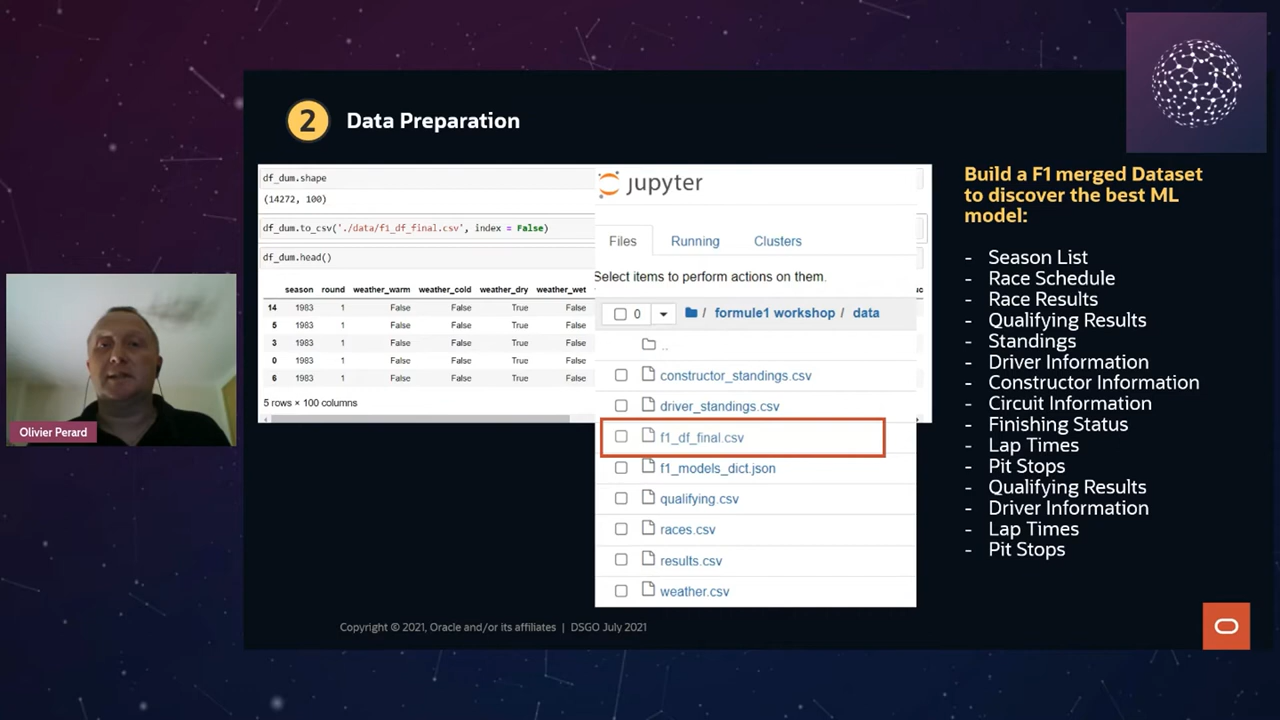 2
Data Preparation
df_dum.shape
(14272, 100)
df_dum.to_csv('./data/f1_df_final.csv', index = False)
df_dum.head()
season round weather_warm weather_cold weather_dry weather_wet
14 1983 1 False False True False
5 1983 1 False False True False
3 1983 1 False False True False
0 1983 1 False False True False
6 1983 1 False False True False
5 rows × 100 columns
jupyter
Files Running Clusters
Select items to perform actions on them.
0 / formule1 workshop / data
..
constructor_standings.csv
driver_standings.csv
f1_df_final.csv
f1_models_dict.json
qualifying.csv
races.csv
results.csv
weather.csv
Build a F1 merged Dataset
to discover the best ML
model:
- Season List
- Race Schedule
- Race Results
- Qualifying Results
- Standings
- Driver Information
- Constructor Information
- Circuit Information
- Finishing Status
- Lap Times
- Pit Stops
- Qualifying Results
- Driver Information
- Lap Times
- Pit Stops
Olivier Perard
Copyright © 2021, Oracle and/or its affiliates | DSGO July 2021